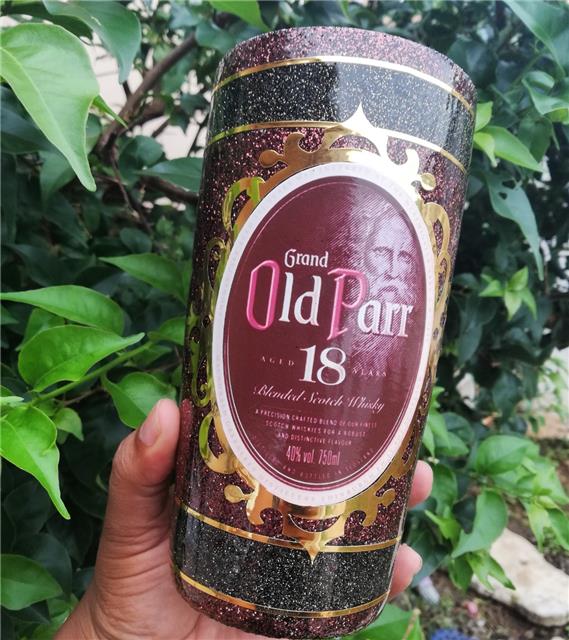 Grand
Old Parr
AGED 18 YEARS
Blended Scotch Whisky
A PRECISION CRAFTED BLEND OF OUR FINEST
SCOTCH WHISKIES FOR A ROBUST
AND DISTINCTIVE FLAVOUR
40% vol. 750ml